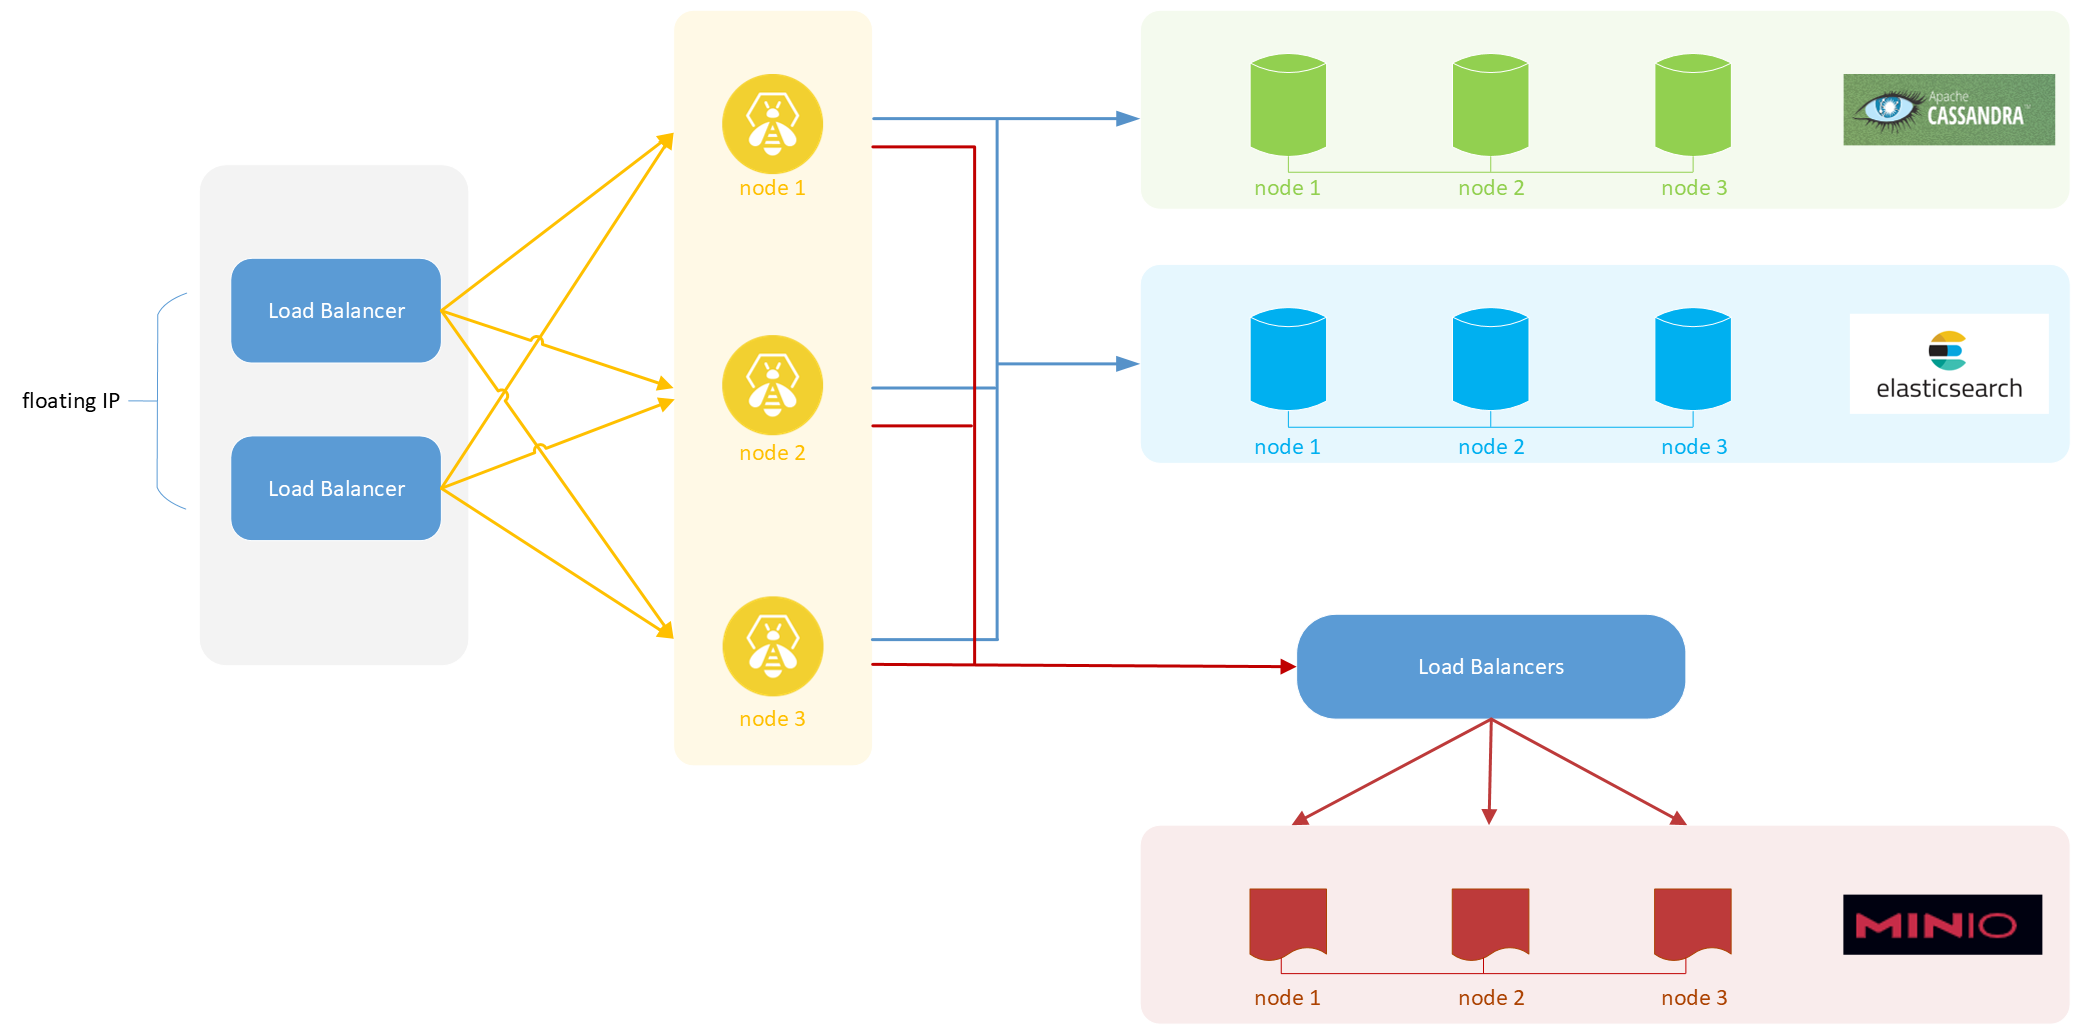 floating IP
Load Balancer
Load Balancer
node 1
node 2
node 3
node 1
node 2
node 3
Apache
CASSANDRA
node 1
node 2
node 3
elasticsearch
Load Balancers
node 1
node 2
node 3
MINIO